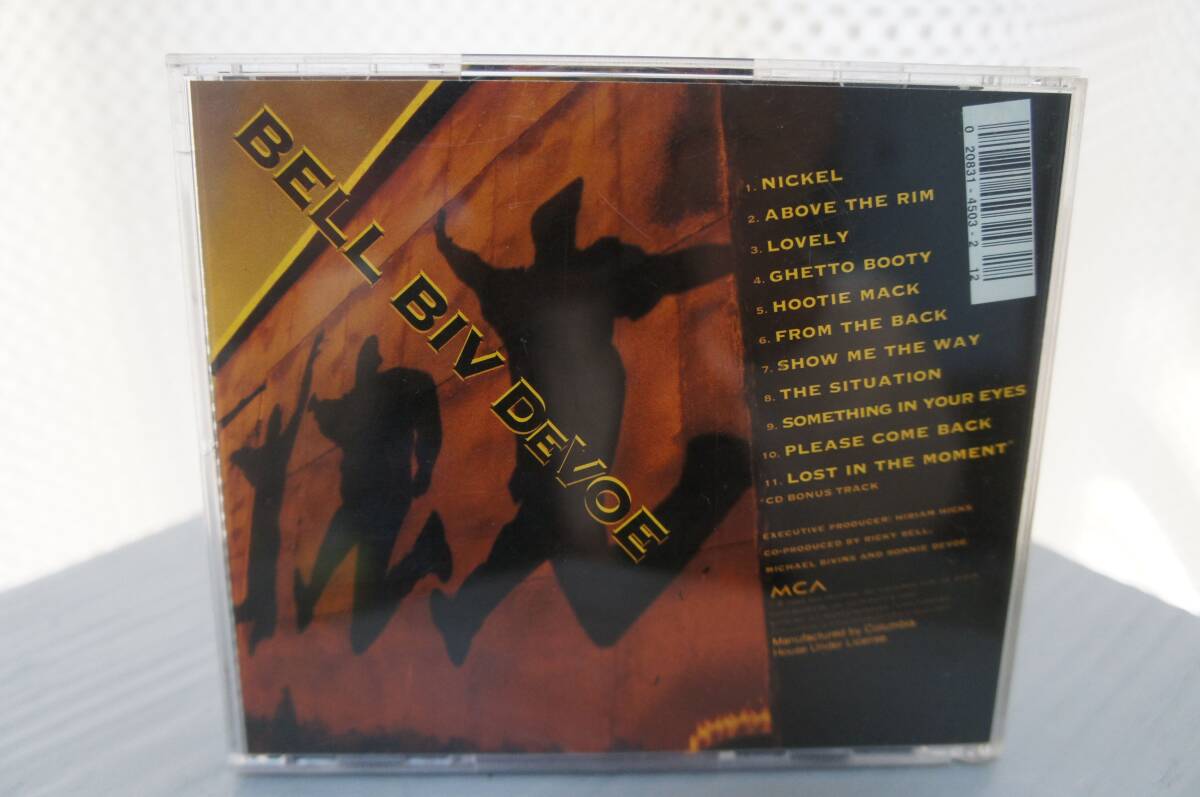 BELL BIV DEVOE
1. NICKEL
2. ABOVE THE RIM
3. LOVELY
4. GHETTO BOOTY
5. HOOTIE MACK
6. FROM THE BACK
7. SHOW ME THE WAY
8. THE SITUATION
9. SOMETHING IN YOUR EYES
10. PLEASE COME BACK
11. LOST IN THE MOMENT*
*CD BONUS TRACK
EXECUTIVE PRODUCER: HIRIAM HICKS
CO-PRODUCED BY RICKY BELL,
MICHAEL BIVINS AND RONNIE DEVOE
MCA
Manufactured by Columbia
House Under License.
0 20831 - 4503 - 2 12